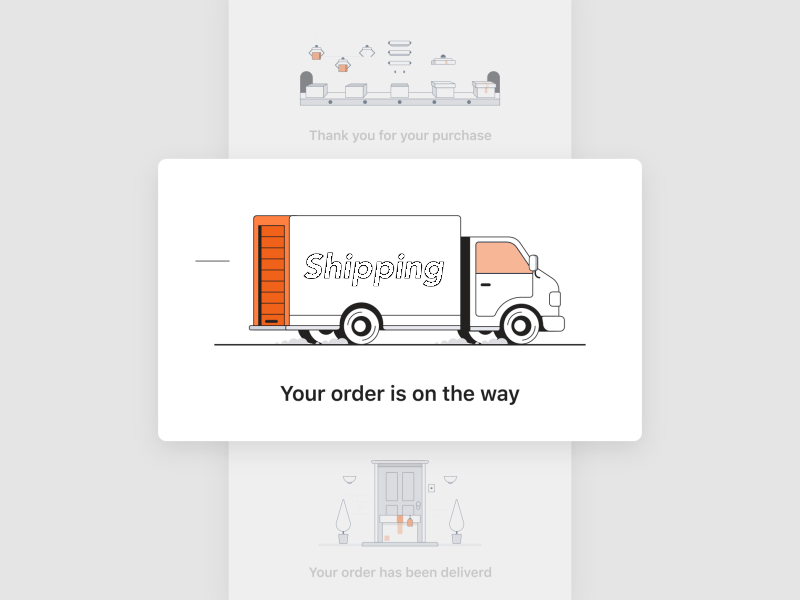 Thank you for your purchase
Shipping
Your order is on the way
Your order has been deliverd